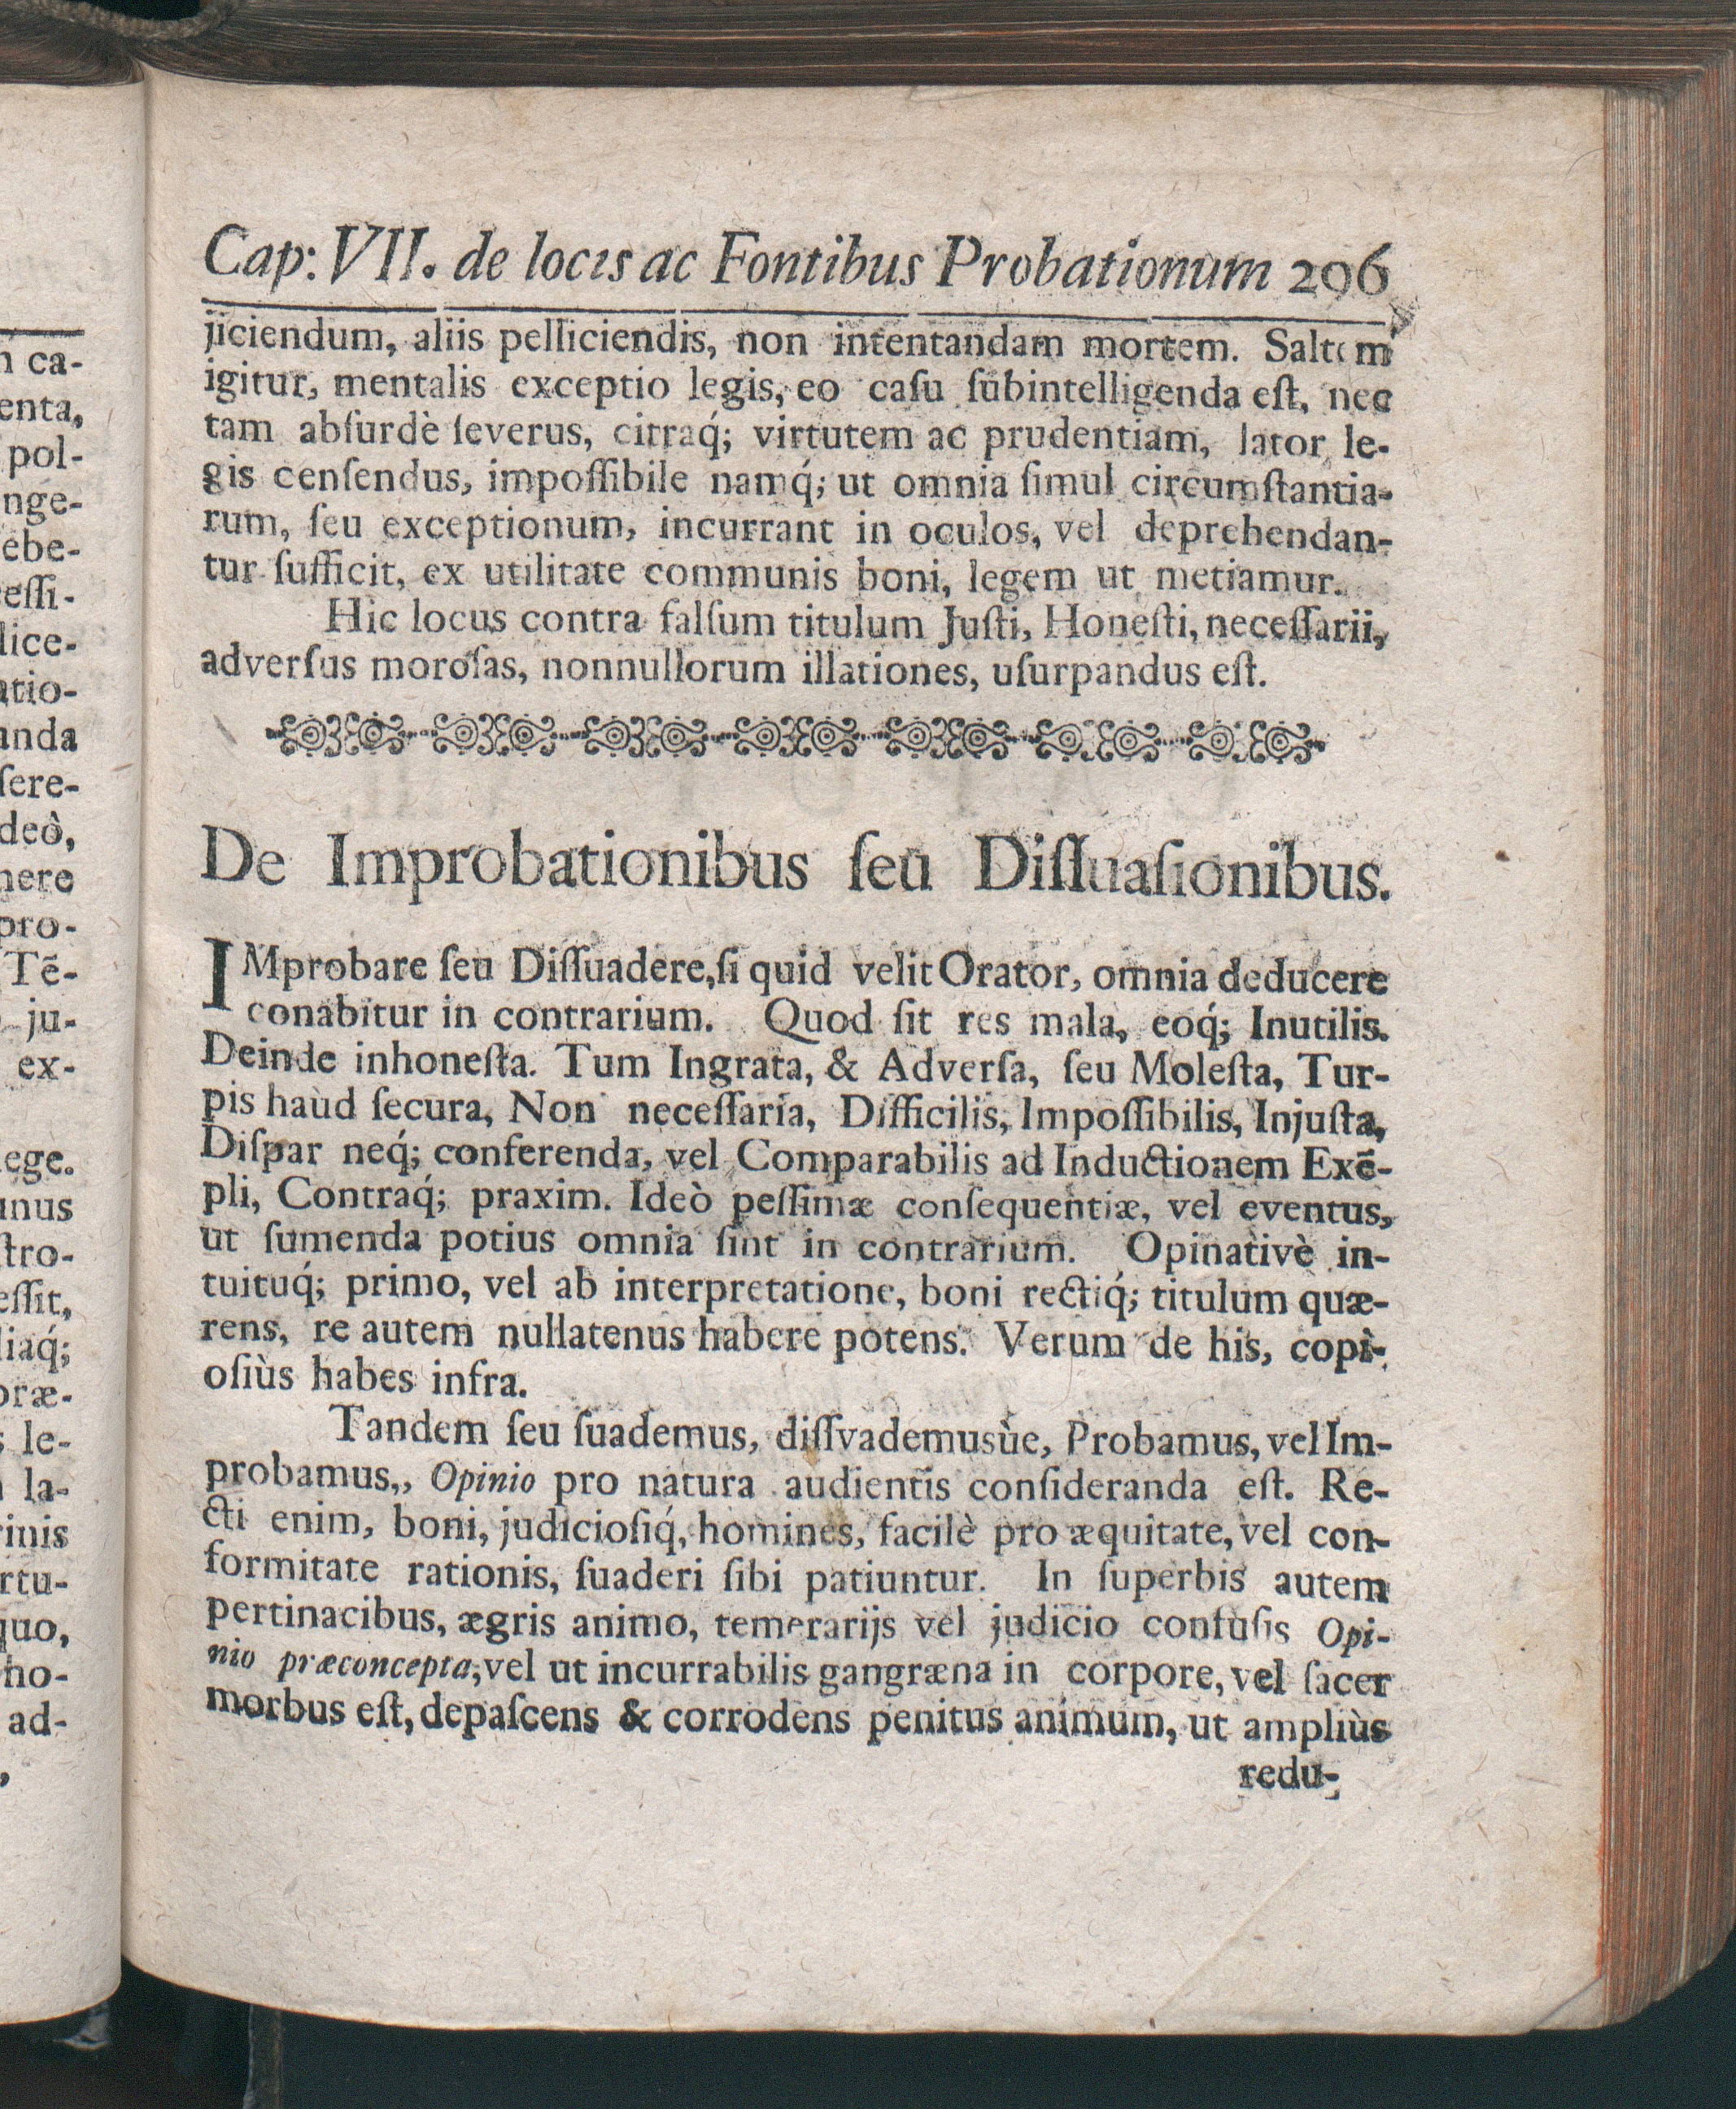 Cap: VII. de locis ac Fontibus Probationum 296
jiciendum, aliis pelliciendis, non intentandam mortem. Saltem
igitur, mentalis exceptio legis, eo caſu ſubintelligenda eſt, nec
tam abſurdè ſeverus, citraq́; virtutem ac prudentiam, lator le-
gis cenſendus, impoſſibile namq́; ut omnia ſimul circumſtantia-
rum, ſeu exceptionum, incurrant in oculos, vel deprehendan-
tur ſufficit, ex utilitate communis boni, legem ut metiamur.
Hic locus contra falſum titulum Juſti, Honeſti, neceſſarii,
adverſus moroſas, nonnullorum illationes, uſurpandus eſt.
De Improbationibus ſeu Diſſuaſionibus.
IMprobare ſeu Diſſuadere, ſi quid velit Orator, omnia deducere
conabitur in contrarium. Quod ſit res mala, eoq́; Inutilis.
Deinde inhoneſta. Tum Ingrata, & Adverſa, ſeu Moleſta, Tur-
pis haùd ſecura, Non neceſſaria, Difficilis, Impoſſibilis, Injuſta,
Diſpar neq́; conferenda, vel Comparabilis ad Inductionem Exẽ-
pli, Contraq́; praxim. Ideò peſſimæ conſequentiæ, vel eventus,
ut ſumenda potius omnia ſint in contrarium. Opinativè in-
tuituq́; primo, vel ab interpretatione, boni rectiq́; titulum quæ-
rens, re autem nullatenus habere potens. Verum de his, copi-
oſiùs habes infra.
Tandem ſeu ſuademus, diſſvademusùe, Probamus, vel Im-
probamus,, Opinio pro natura audientis conſideranda eſt. Re-
cti enim, boni, judicioſiq́, homines, facilè pro æquitate, vel con-
formitate rationis, ſuaderi ſibi patiuntur. In ſuperbis autem
pertinacibus, ægris animo, temerarijs vel judicio confuſis Opi-
nio præconcepta, vel ut incurrabilis gangræna in corpore, vel ſacer
morbus eſt, depaſcens & corrodens penitus animum, ut ampliùs
redu-